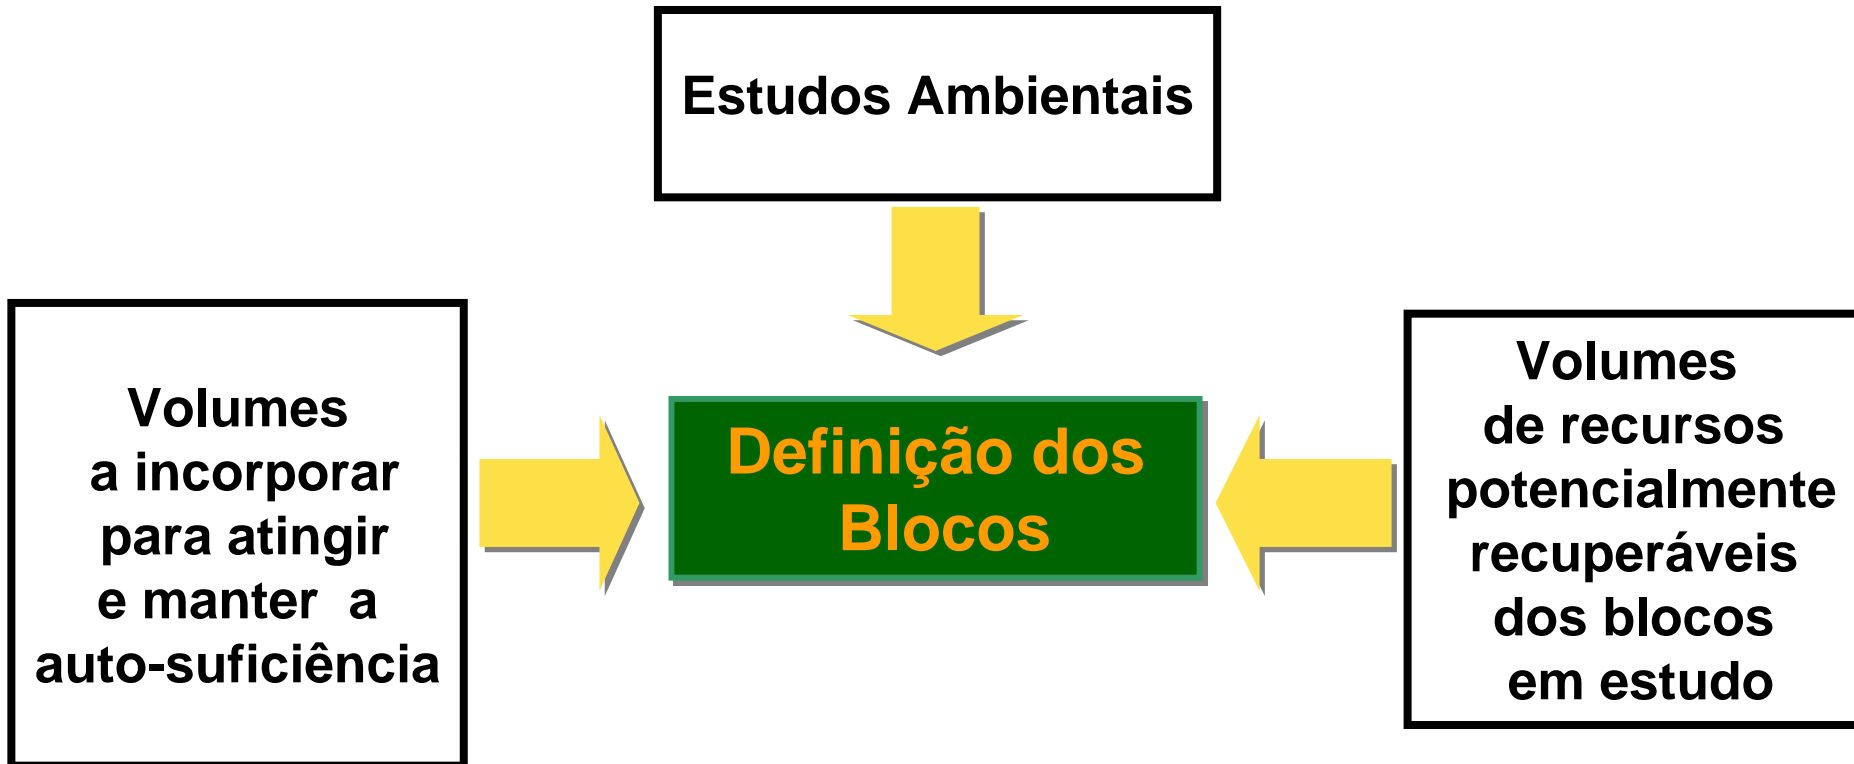 Estudos Ambientais
Volumes
a incorporar
para atingir
e manter a
auto-suficiência
Definição dos
Blocos
Volumes
de recursos
potencialmente
recuperáveis
dos blocos
em estudo